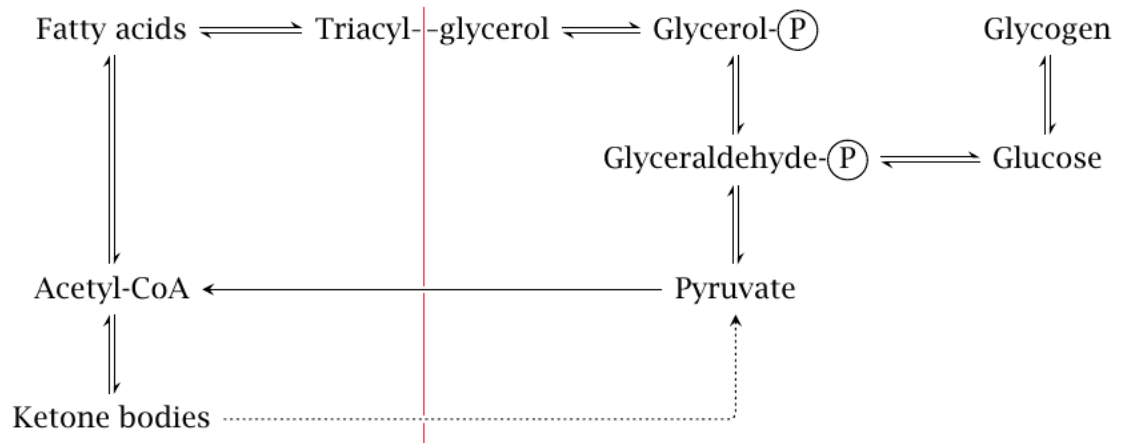 Fatty acids Triacyl- -glycerol Glycerol-P Glycogen
Glyceraldehyde-P Glucose
Acetyl-CoA Pyruvate
Ketone bodies